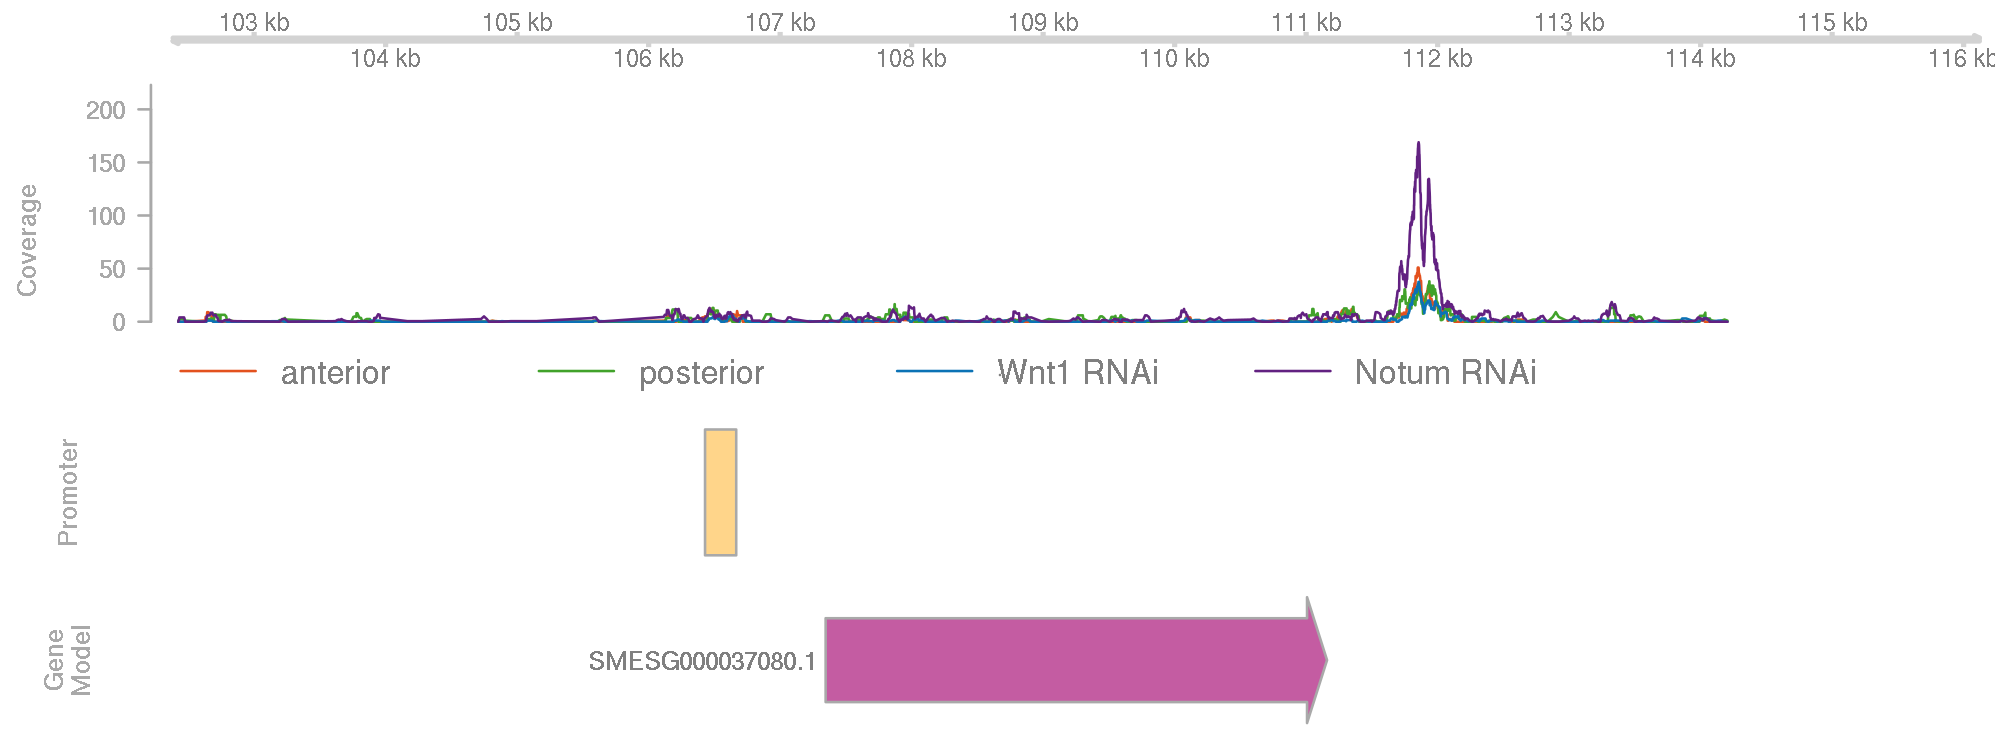 103 kb 105 kb 107 kb 109 kb 111 kb 113 kb 115 kb
104 kb 106 kb 108 kb 110 kb 112 kb 114 kb 116 kb
Coverage
200
150
100
50
0
anterior posterior Wnt1 RNAi Notum RNAi
Promoter
Gene
Model
SMESG000037080.1